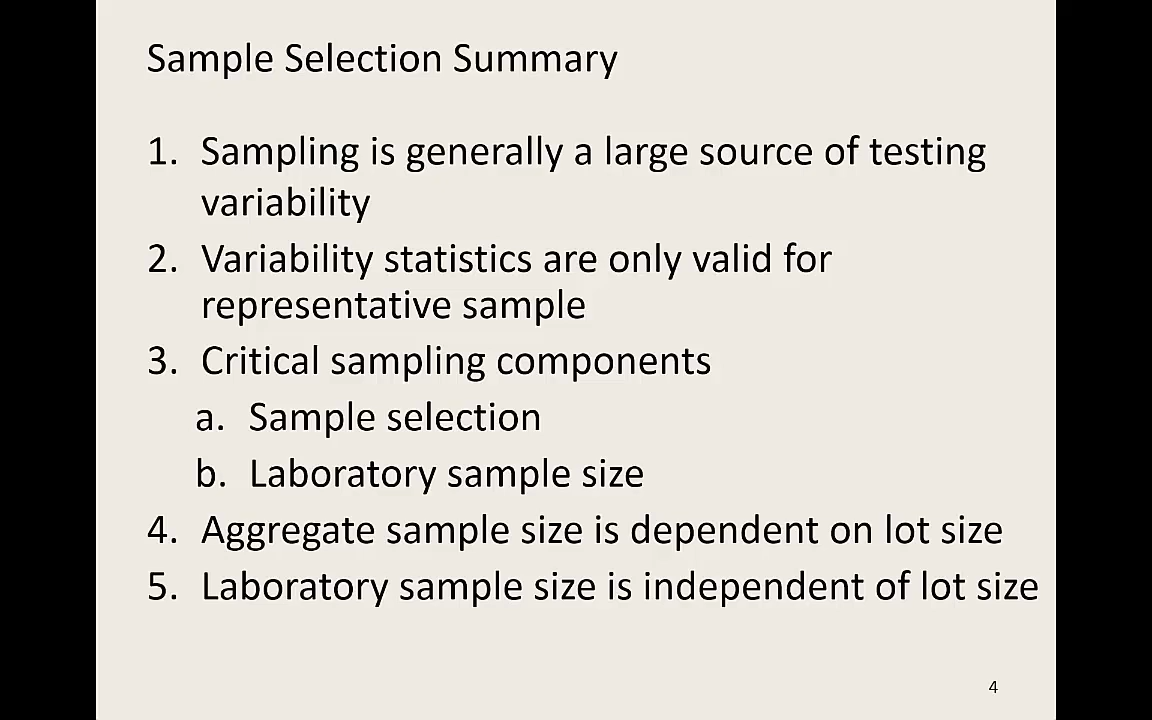 Sample Selection Summary
1. Sampling is generally a large source of testing
variability
2. Variability statistics are only valid for
representative sample
3. Critical sampling components
a. Sample selection
b. Laboratory sample size
4. Aggregate sample size is dependent on lot size
5. Laboratory sample size is independent of lot size
4